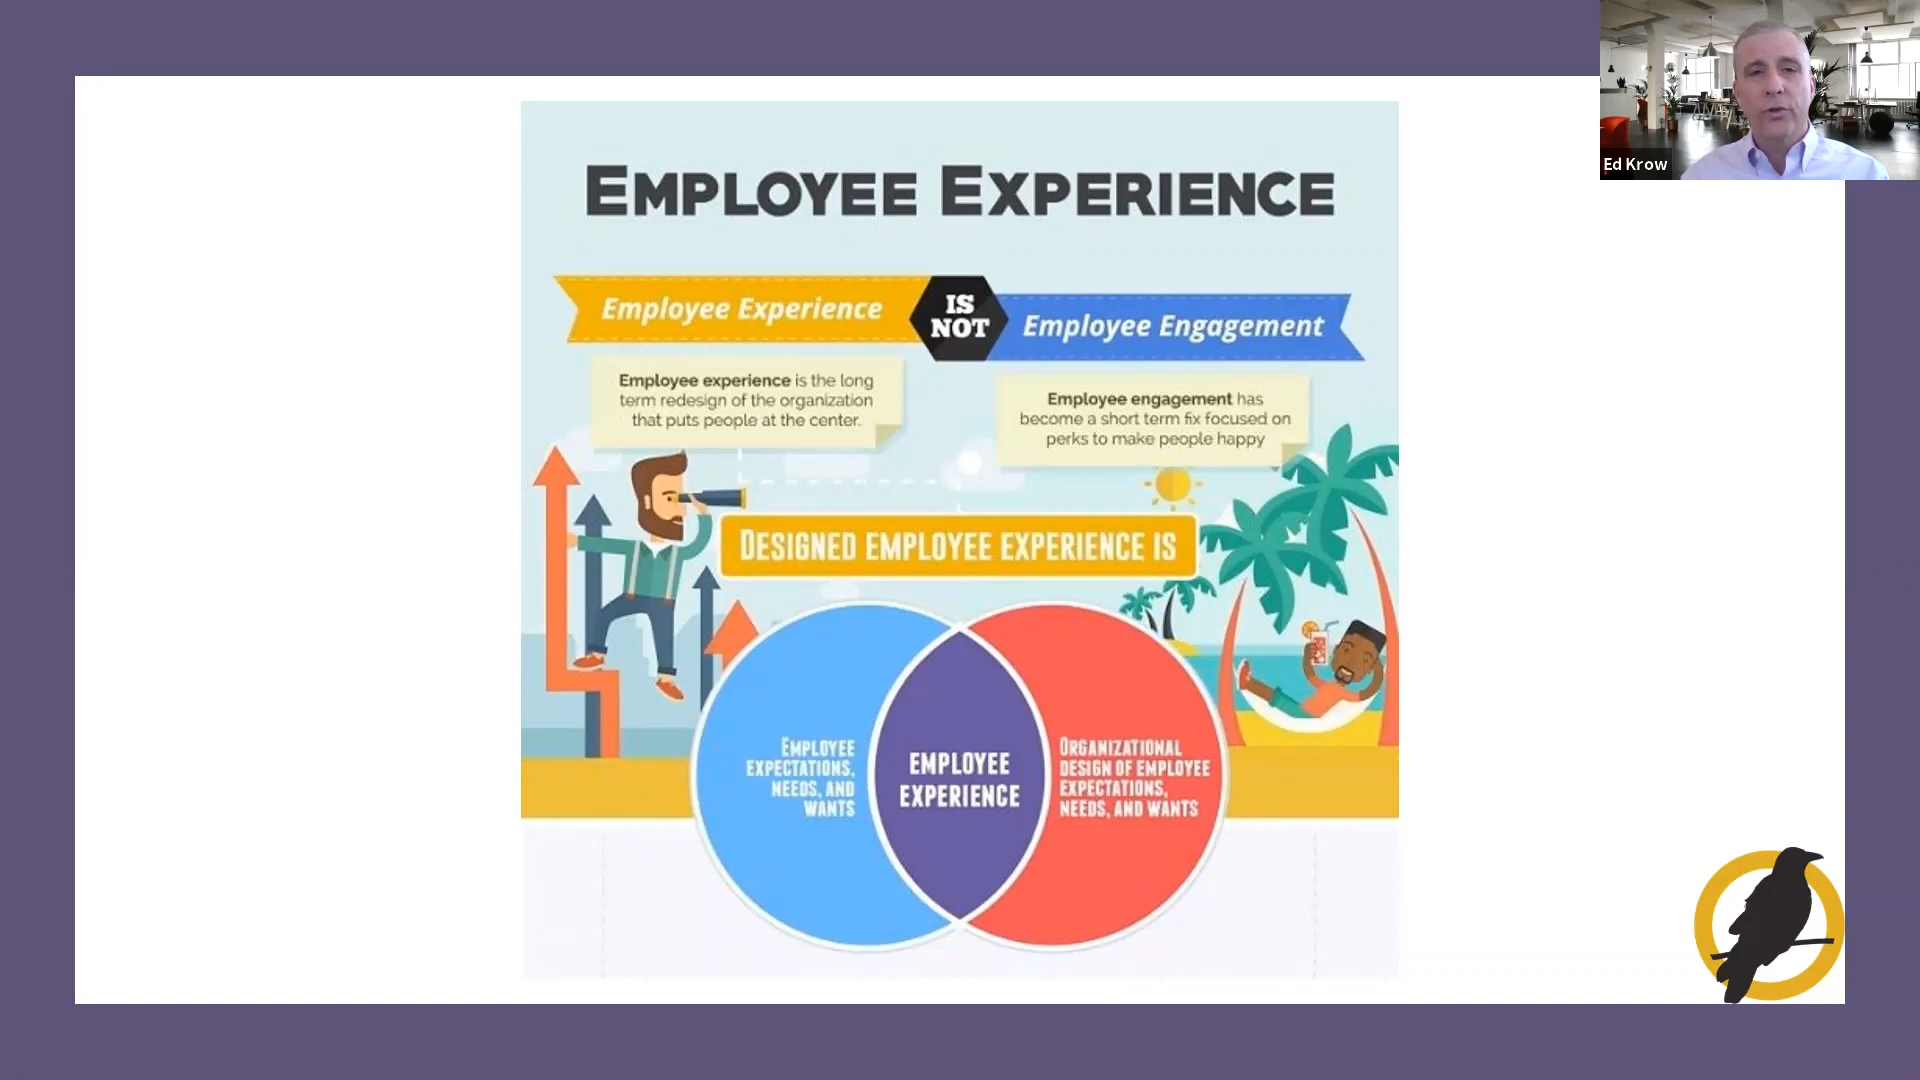 Ed Krow
EMPLOYEE EXPERIENCE
Employee Experience
IS
NOT
Employee Engagement
Employee experience is the long
term redesign of the organization
that puts people at the center.
Employee engagement has
become a short term fix focused on
perks to make people happy
DESIGNED EMPLOYEE EXPERIENCE IS
EMPLOYEE
EXPECTATIONS,
NEEDS, AND
WANTS
EMPLOYEE
EXPERIENCE
ORGANIZATIONAL
DESIGN OF EMPLOYEE
EXPECTATIONS,
NEEDS, AND WANTS